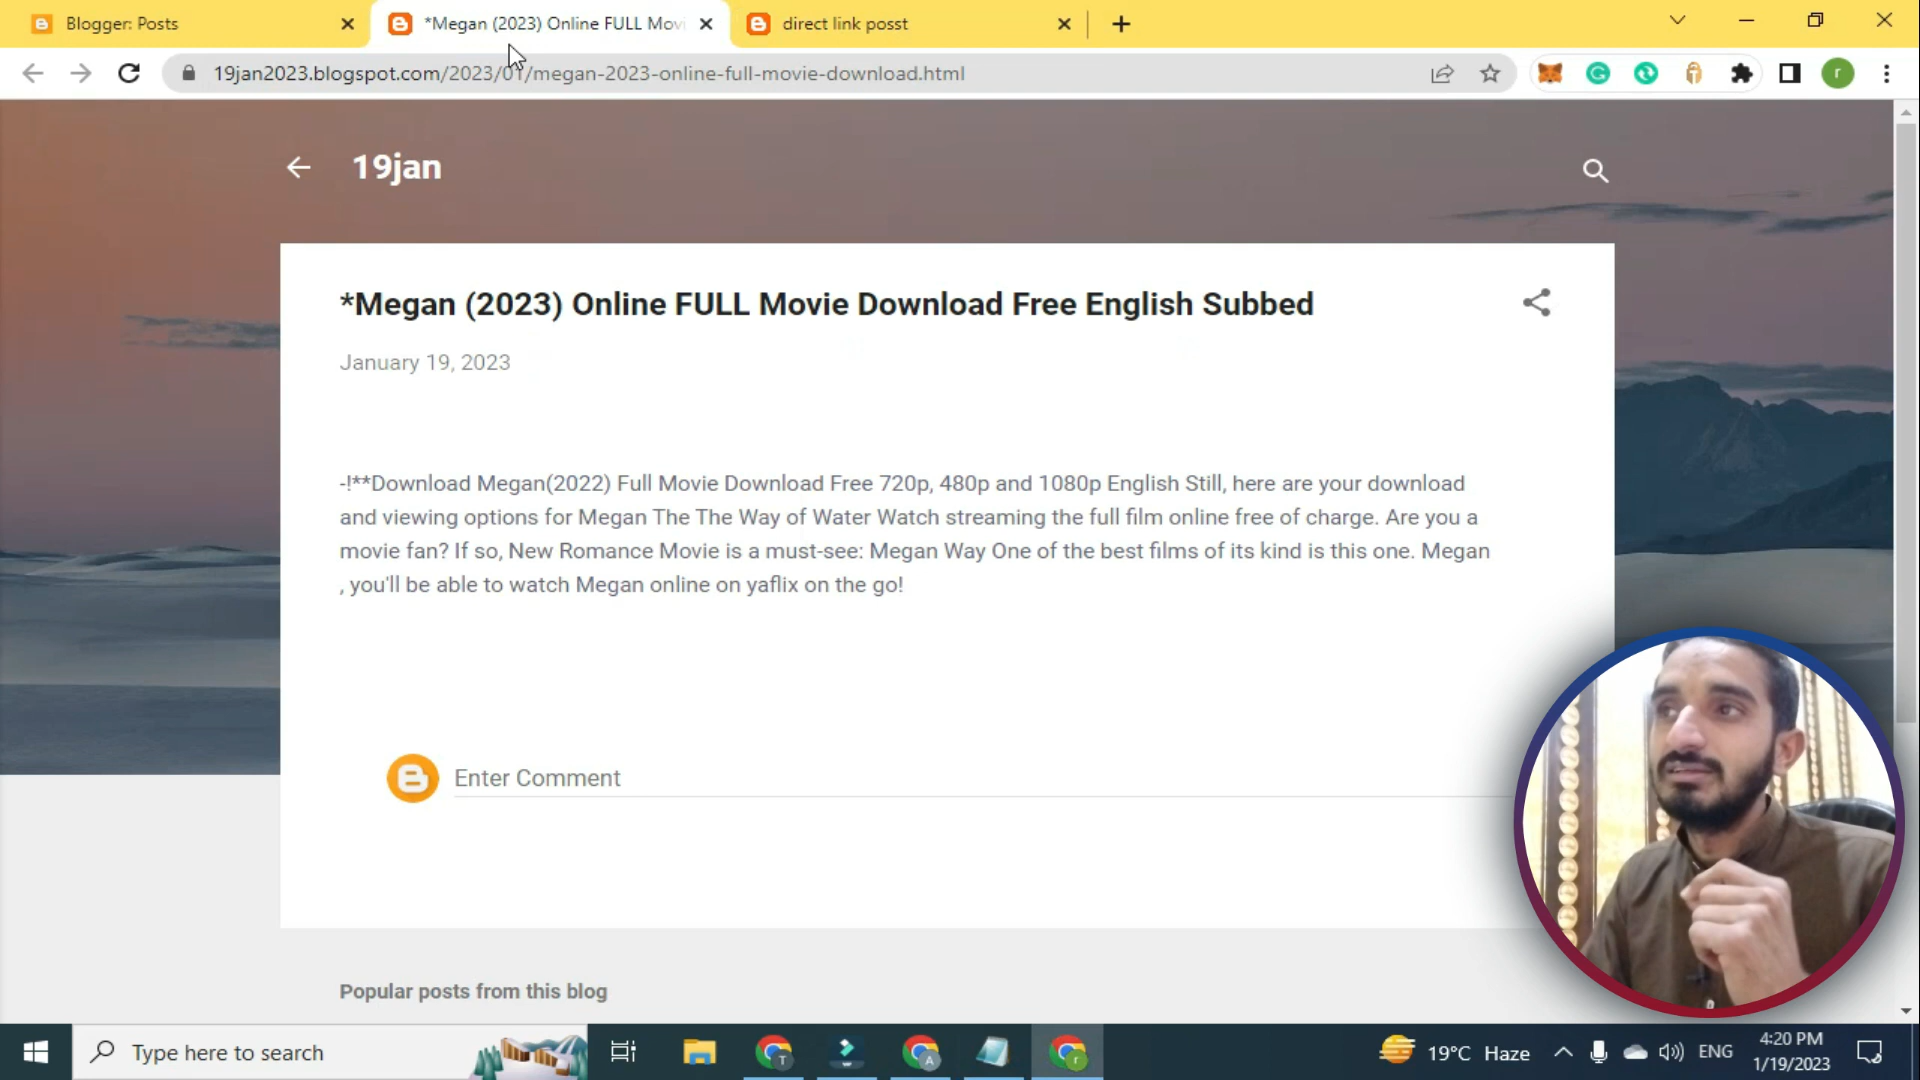 Blogger: Posts
*Megan (2023) Online FULL Movi
direct link posst
19jan2023.blogspot.com/2023/01/megan-2023-online-full-movie-download.html
r
19jan
*Megan (2023) Online FULL Movie Download Free English Subbed
January 19, 2023
-!**Download Megan(2022) Full Movie Download Free 720p, 480p and 1080p English Still, here are your download
and viewing options for Megan The The Way of Water Watch streaming the full film online free of charge. Are you a
movie fan? If so, New Romance Movie is a must-see: Megan Way One of the best films of its kind is this one. Megan
, you'll be able to watch Megan online on yaflix on the go!
Enter Comment
Popular posts from this blog
Type here to search
T
A
r
19°C Haze
ENG
4:20 PM
1/19/2023